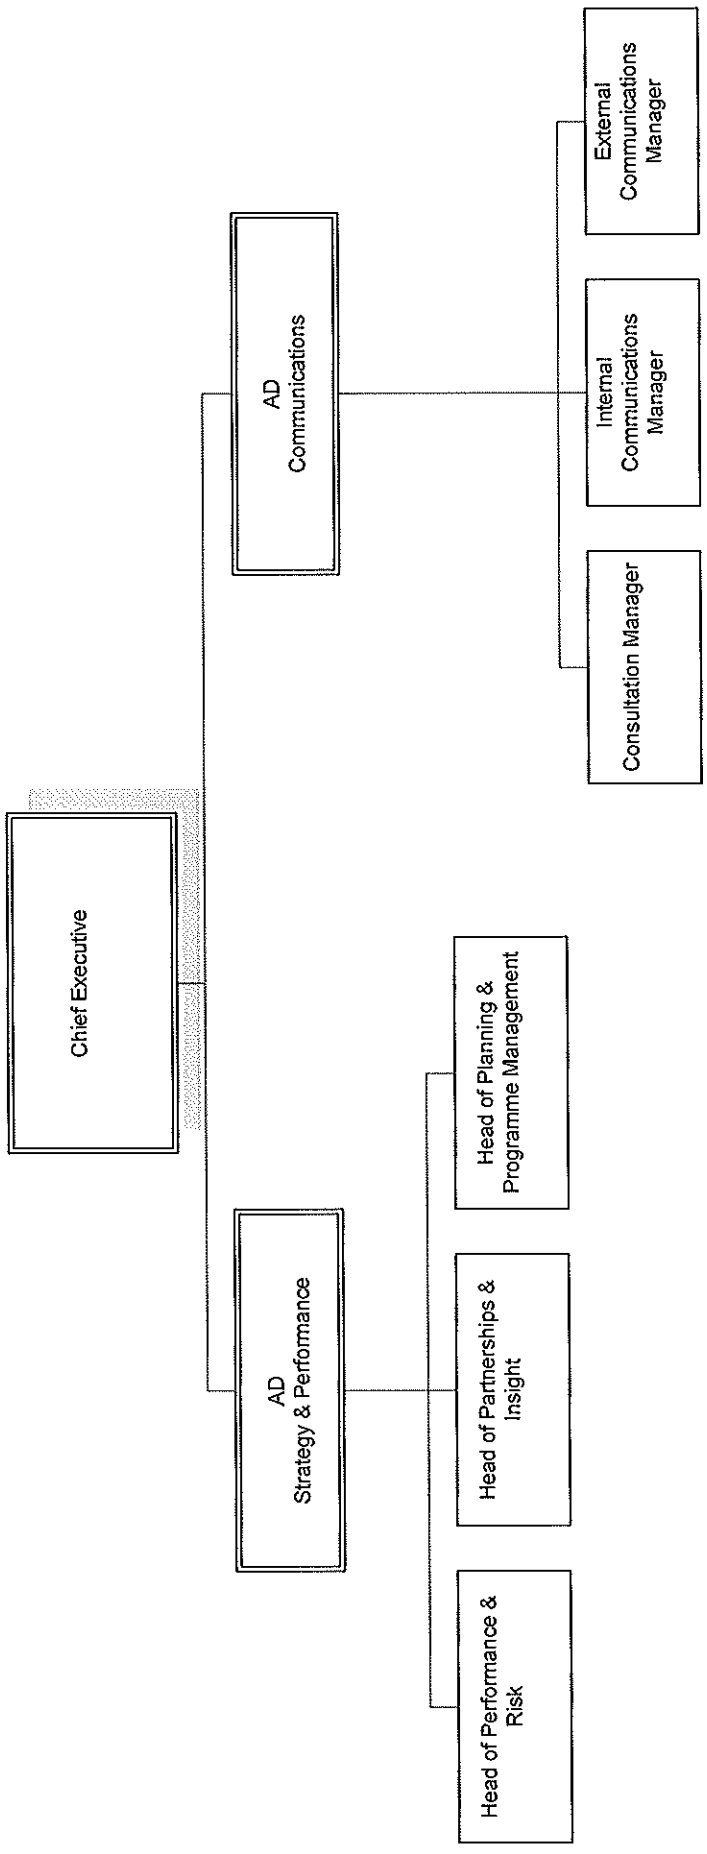 Chief Executive
AD
Strategy & Performance
AD
Communications
Head of Performance &
Risk
Head of Partnerships &
Insight
Head of Planning &
Programme Management
Consultation Manager
Internal
Communications
Manager
External
Communications
Manager